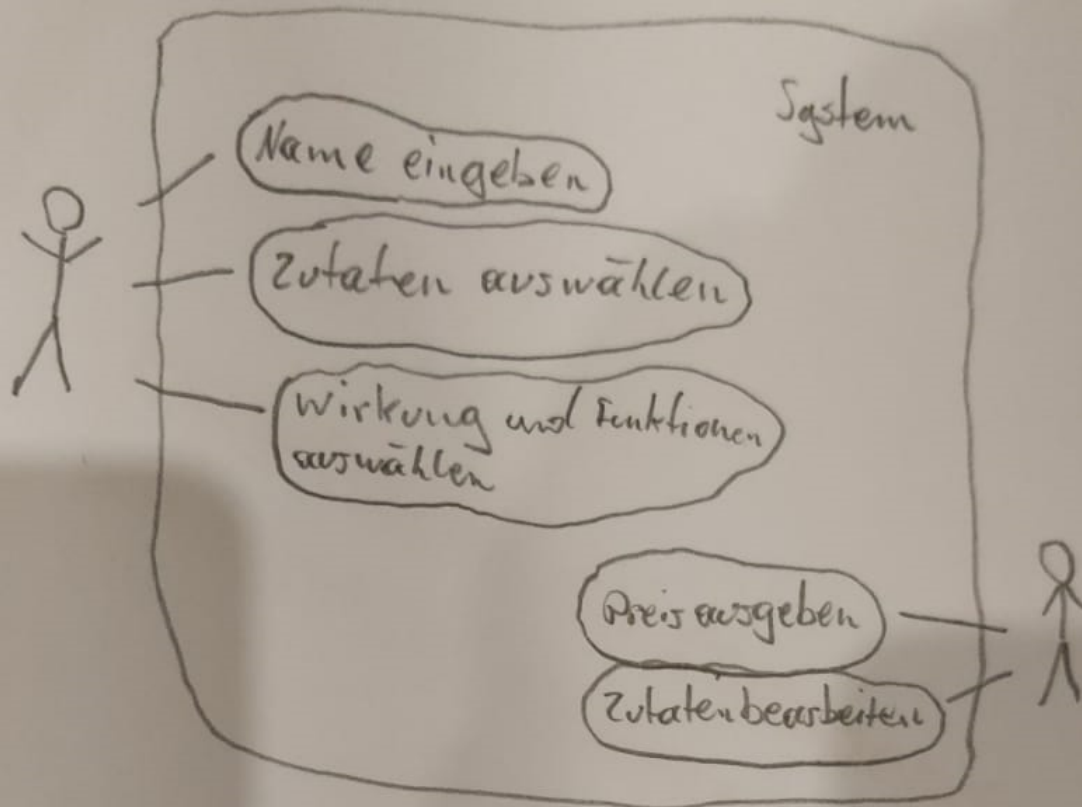 System
Name eingeben
Zutaten auswählen
Wirkung und Funktionen
auswählen
Preis ausgeben
Zutaten bearbeiten